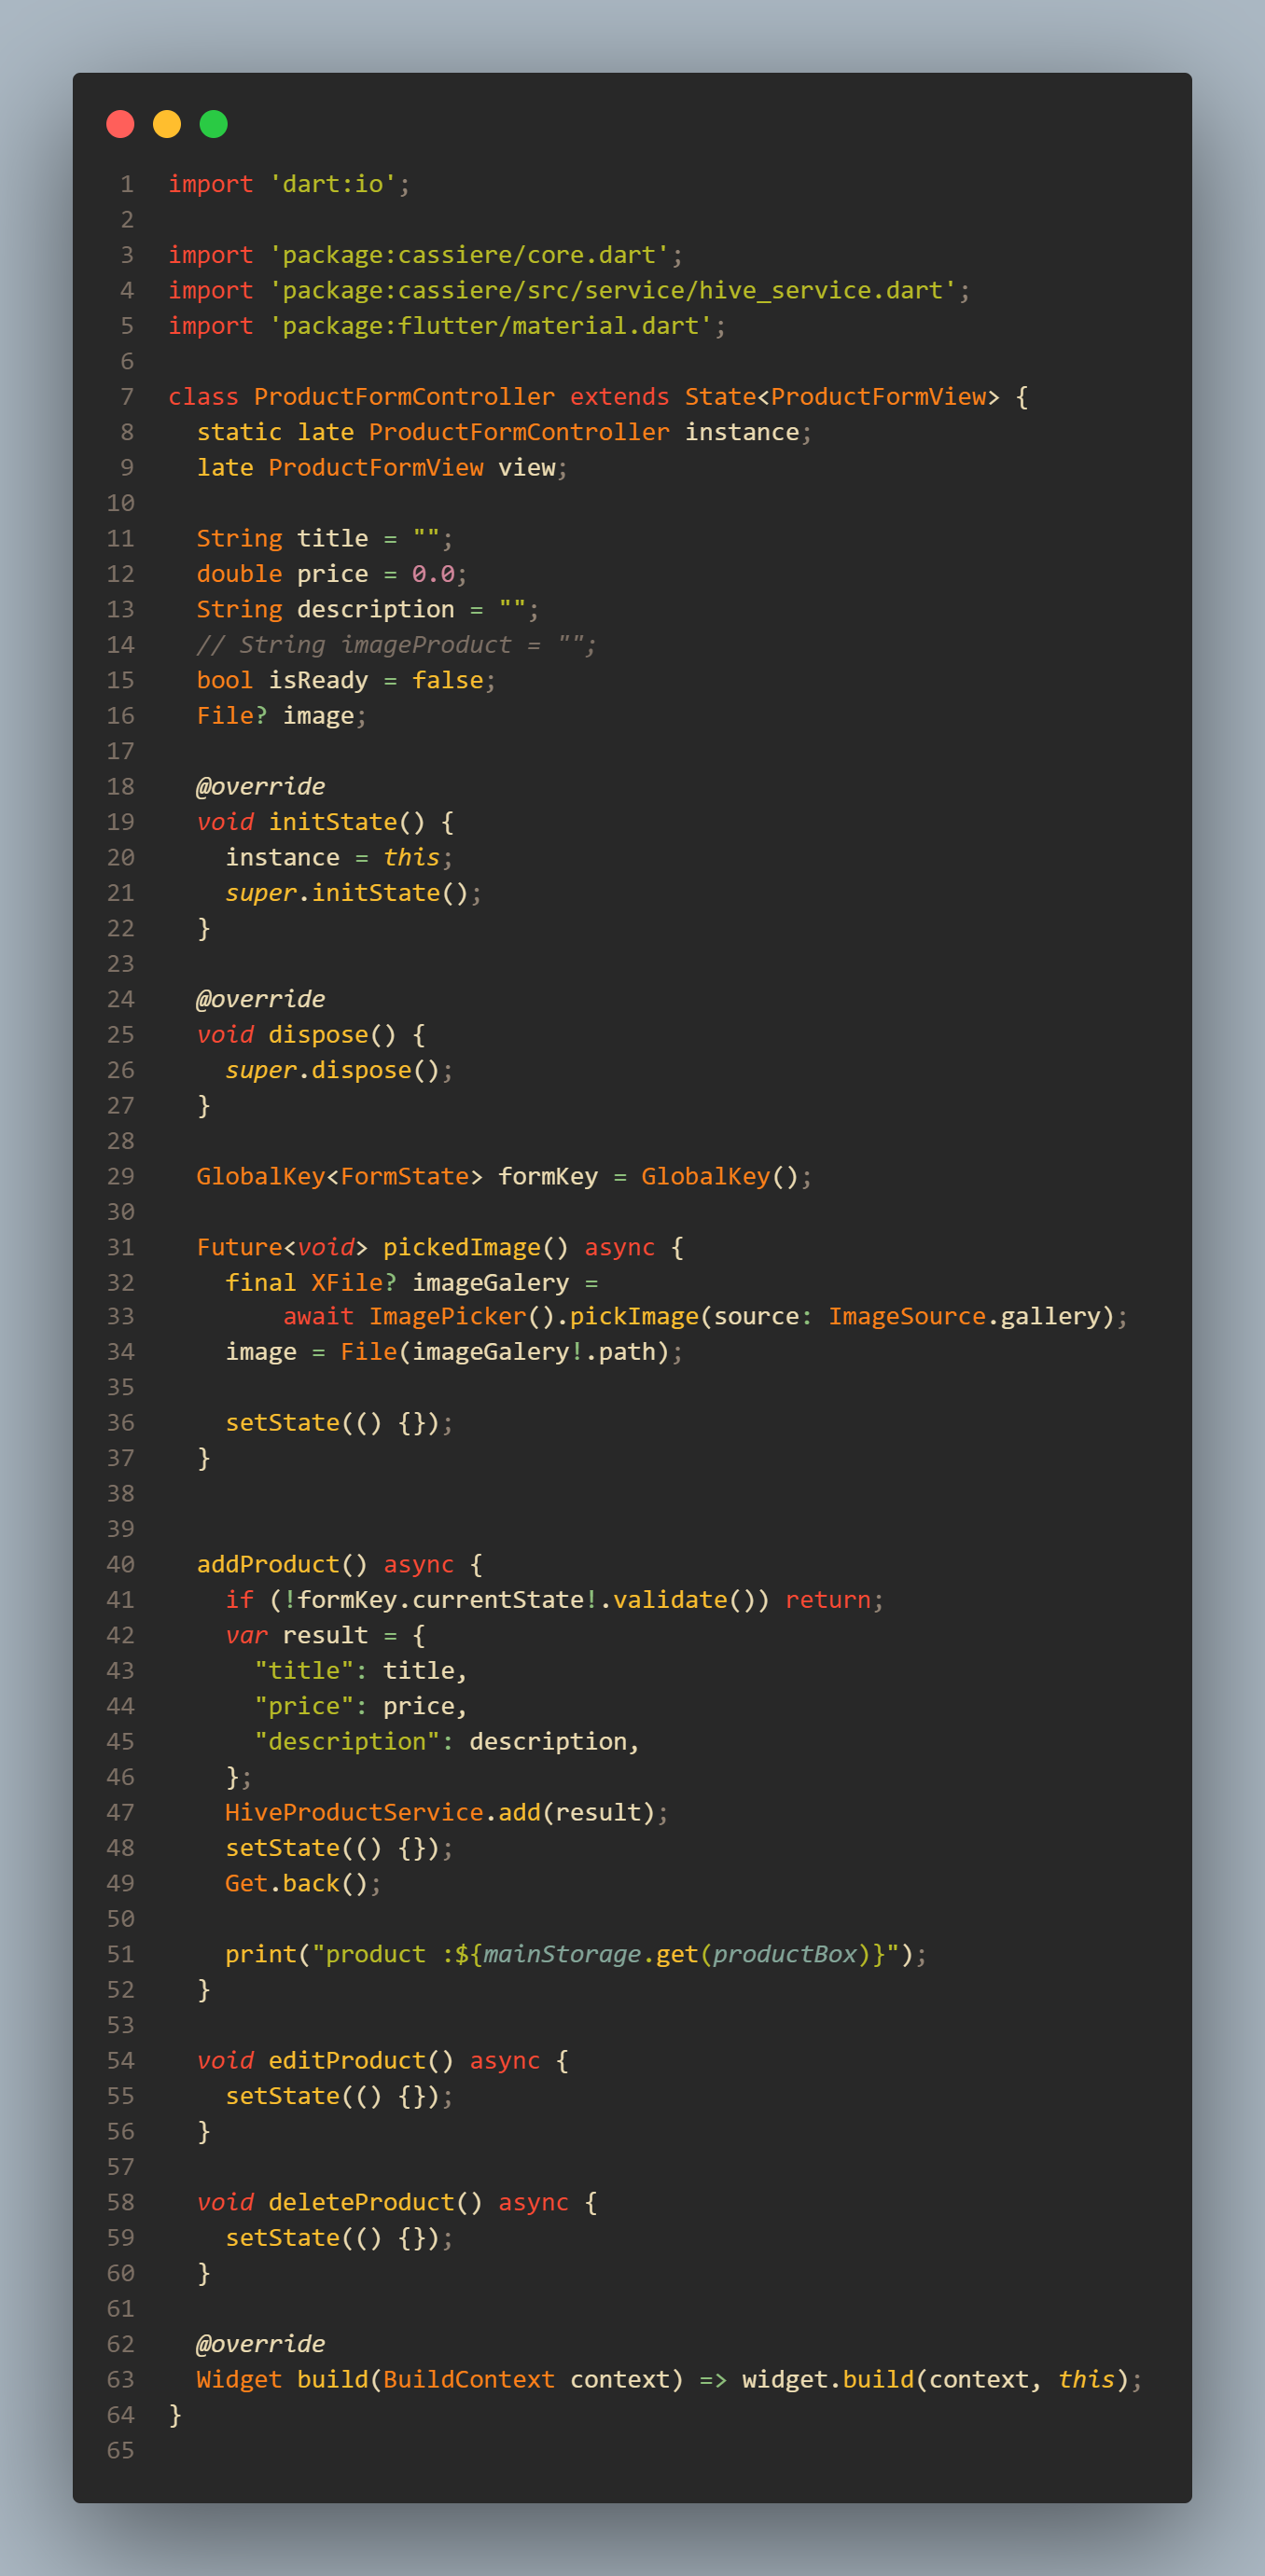 1 import 'dart:io';
2
3 import 'package:cassiere/core.dart';
4 import 'package:cassiere/src/service/hive_service.dart';
5 import 'package:flutter/material.dart';
6
7 class ProductFormController extends State<ProductFormView> {
8   static late ProductFormController instance;
9   late ProductFormView view;
10
11   String title = "";
12   double price = 0.0;
13   String description = "";
14   // String imageProduct = "";
15   bool isReady = false;
16   File? image;
17
18   @override
19   void initState() {
20     instance = this;
21     super.initState();
22   }
23
24   @override
25   void dispose() {
26     super.dispose();
27   }
28
29   GlobalKey<FormState> formKey = GlobalKey();
30
31   Future<void> pickedImage() async {
32     final XFile? imageGalery =
33         await ImagePicker().pickImage(source: ImageSource.gallery);
34     image = File(imageGalery!.path);
35
36     setState(() {});
37   }
38
39
40   addProduct() async {
41     if (!formKey.currentState!.validate()) return;
42     var result = {
43       "title": title,
44       "price": price,
45       "description": description,
46     };
47     HiveProductService.add(result);
48     setState(() {});
49     Get.back();
50
51     print("product :${mainStorage.get(productBox)}");
52   }
53
54   void editProduct() async {
55     setState(() {});
56   }
57
58   void deleteProduct() async {
59     setState(() {});
60   }
61
62   @override
63   Widget build(BuildContext context) => widget.build(context, this);
64 }
65